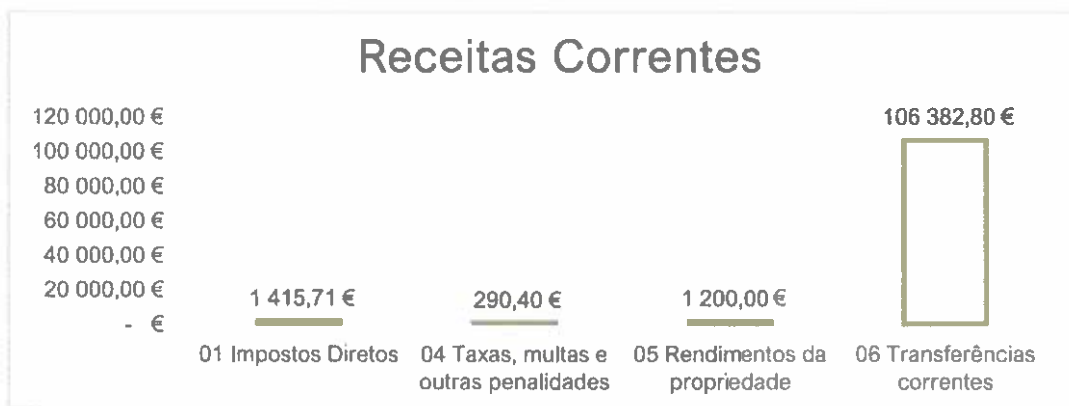 Receitas Correntes
120 000,00 €
100 000,00 €
80 000,00 €
60 000,00 €
40 000,00 €
20 000,00 €
- €
1 415,71 €
290,40 €
1 200,00 €
106 382,80 €
01 Impostos Diretos
04 Taxas, multas e
outras penalidades
05 Rendimentos da
propriedade
06 Transferências
correntes